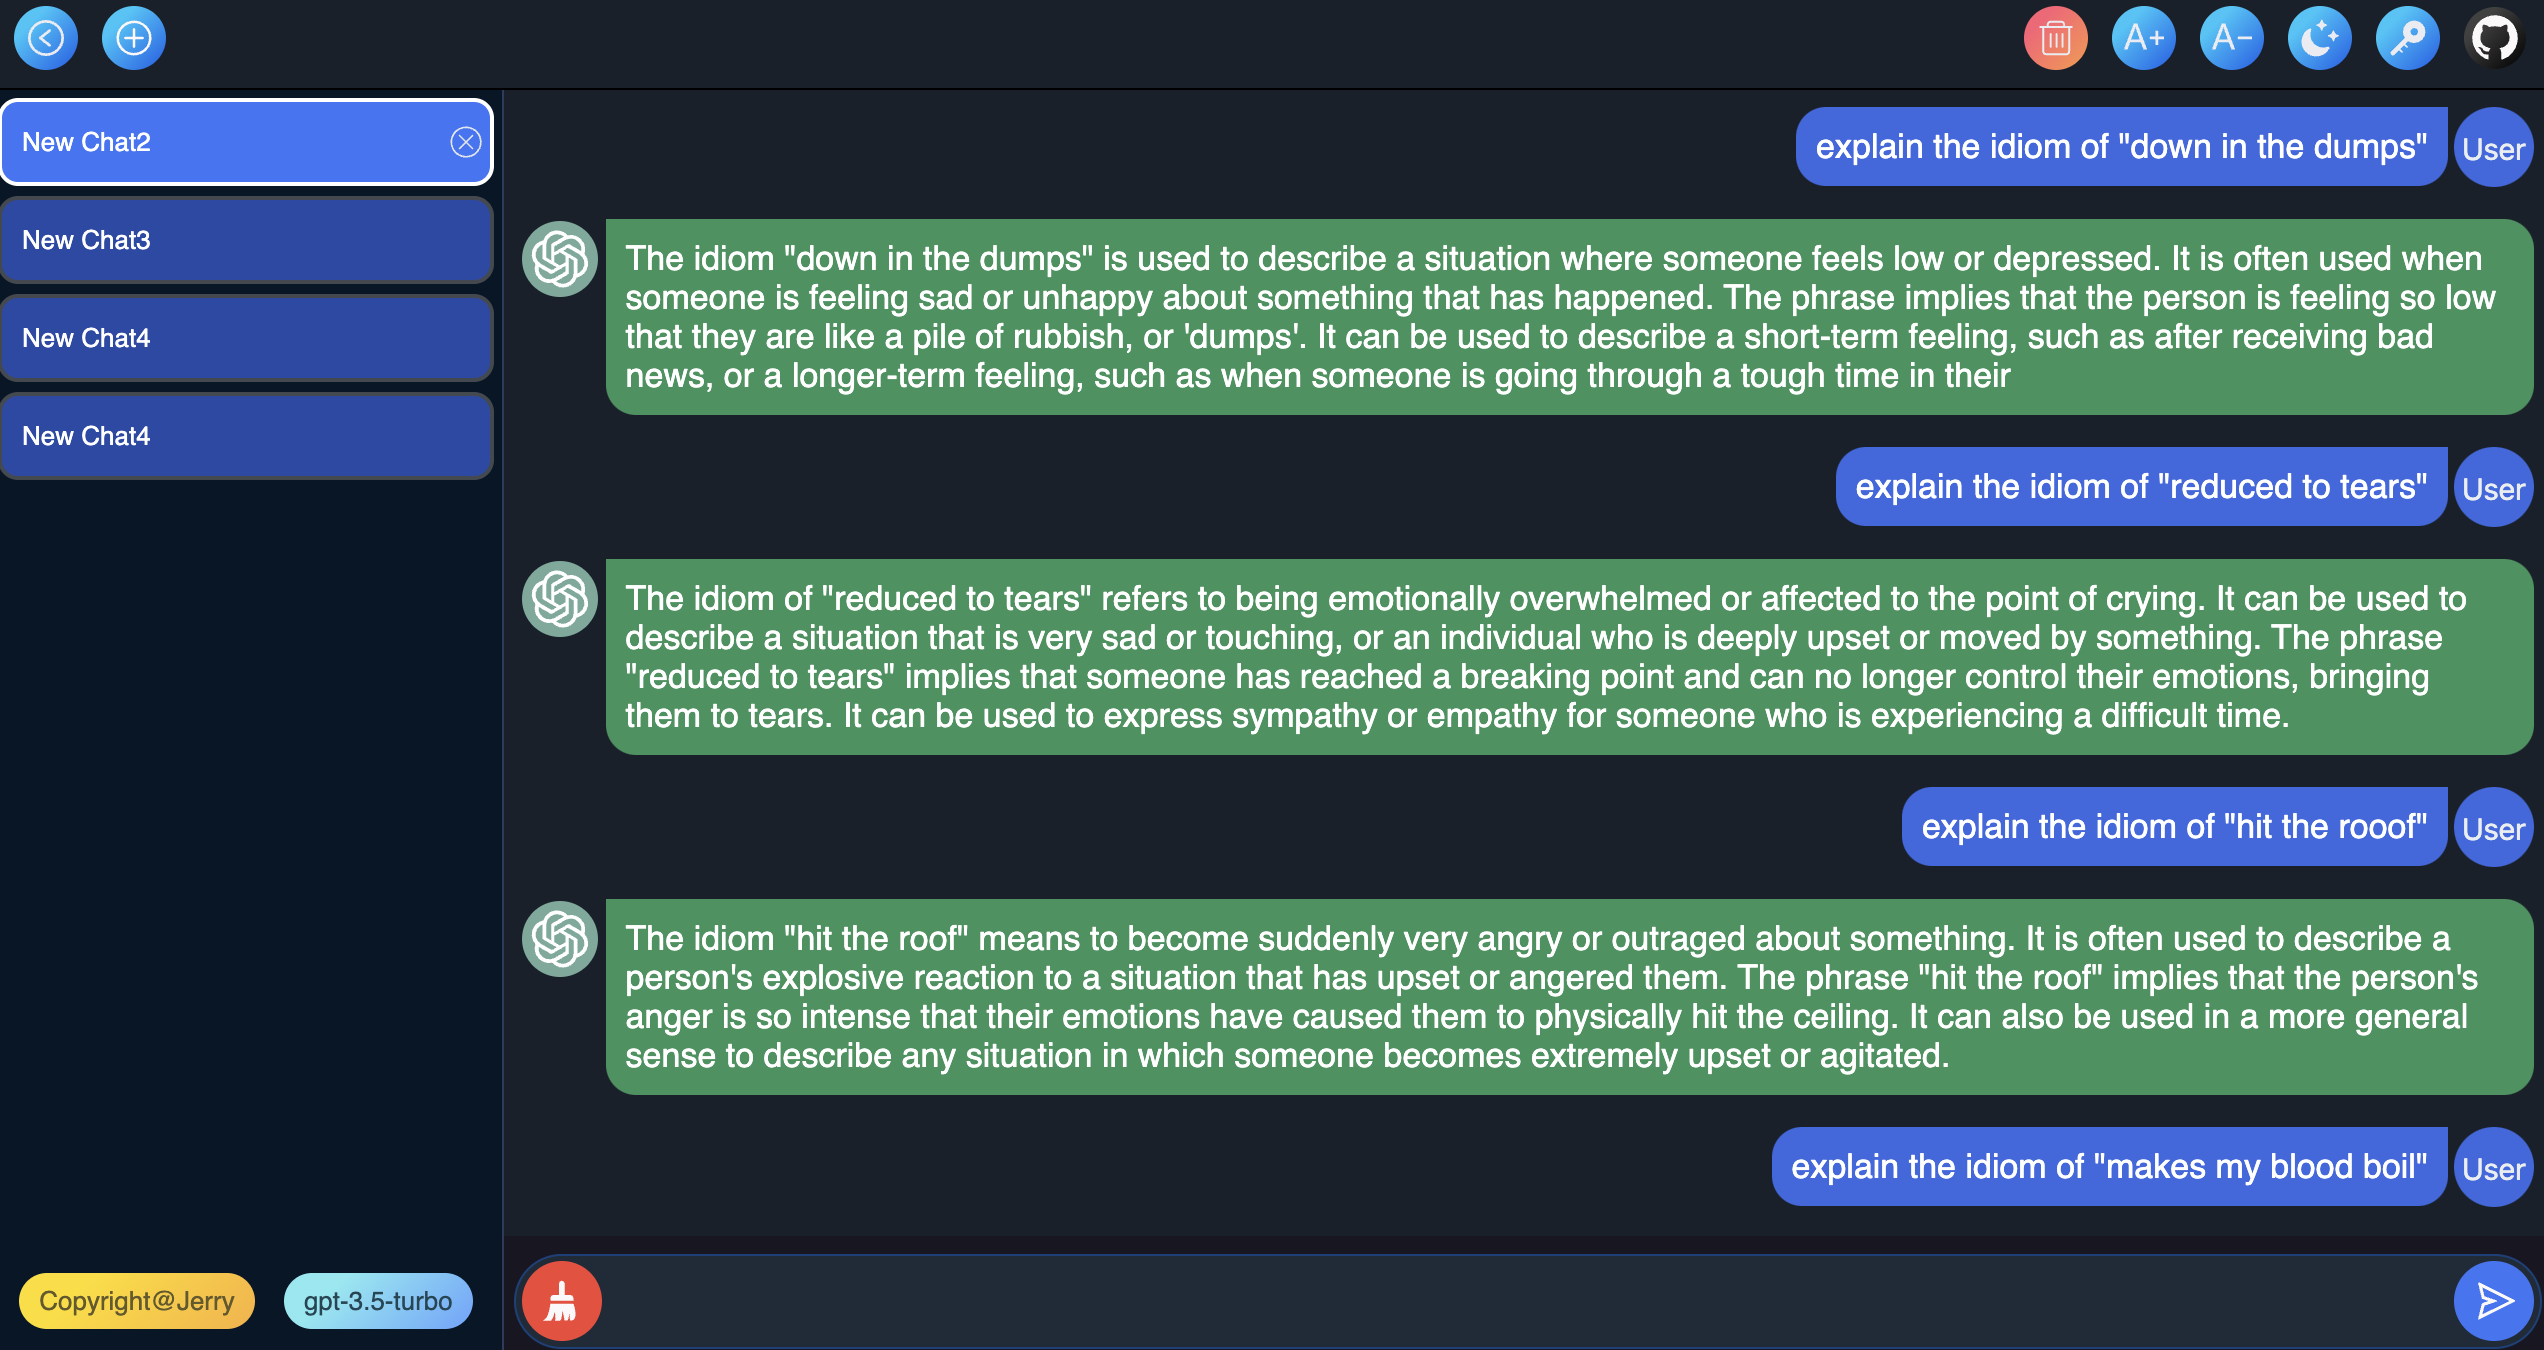 A+
A-
New Chat2
New Chat3
New Chat4
New Chat4
Copyright@Jerry
gpt-3.5-turbo
explain the idiom of "down in the dumps"
User
The idiom "down in the dumps" is used to describe a situation where someone feels low or depressed. It is often used when
someone is feeling sad or unhappy about something that has happened. The phrase implies that the person is feeling so low
that they are like a pile of rubbish, or 'dumps'. It can be used to describe a short-term feeling, such as after receiving bad
news, or a longer-term feeling, such as when someone is going through a tough time in their
explain the idiom of "reduced to tears"
User
The idiom of "reduced to tears" refers to being emotionally overwhelmed or affected to the point of crying. It can be used to
describe a situation that is very sad or touching, or an individual who is deeply upset or moved by something. The phrase
"reduced to tears" implies that someone has reached a breaking point and can no longer control their emotions, bringing
them to tears. It can be used to express sympathy or empathy for someone who is experiencing a difficult time.
explain the idiom of "hit the rooof"
User
The idiom "hit the roof" means to become suddenly very angry or outraged about something. It is often used to describe a
person's explosive reaction to a situation that has upset or angered them. The phrase "hit the roof" implies that the person's
anger is so intense that their emotions have caused them to physically hit the ceiling. It can also be used in a more general
sense to describe any situation in which someone becomes extremely upset or agitated.
explain the idiom of "makes my blood boil"
User